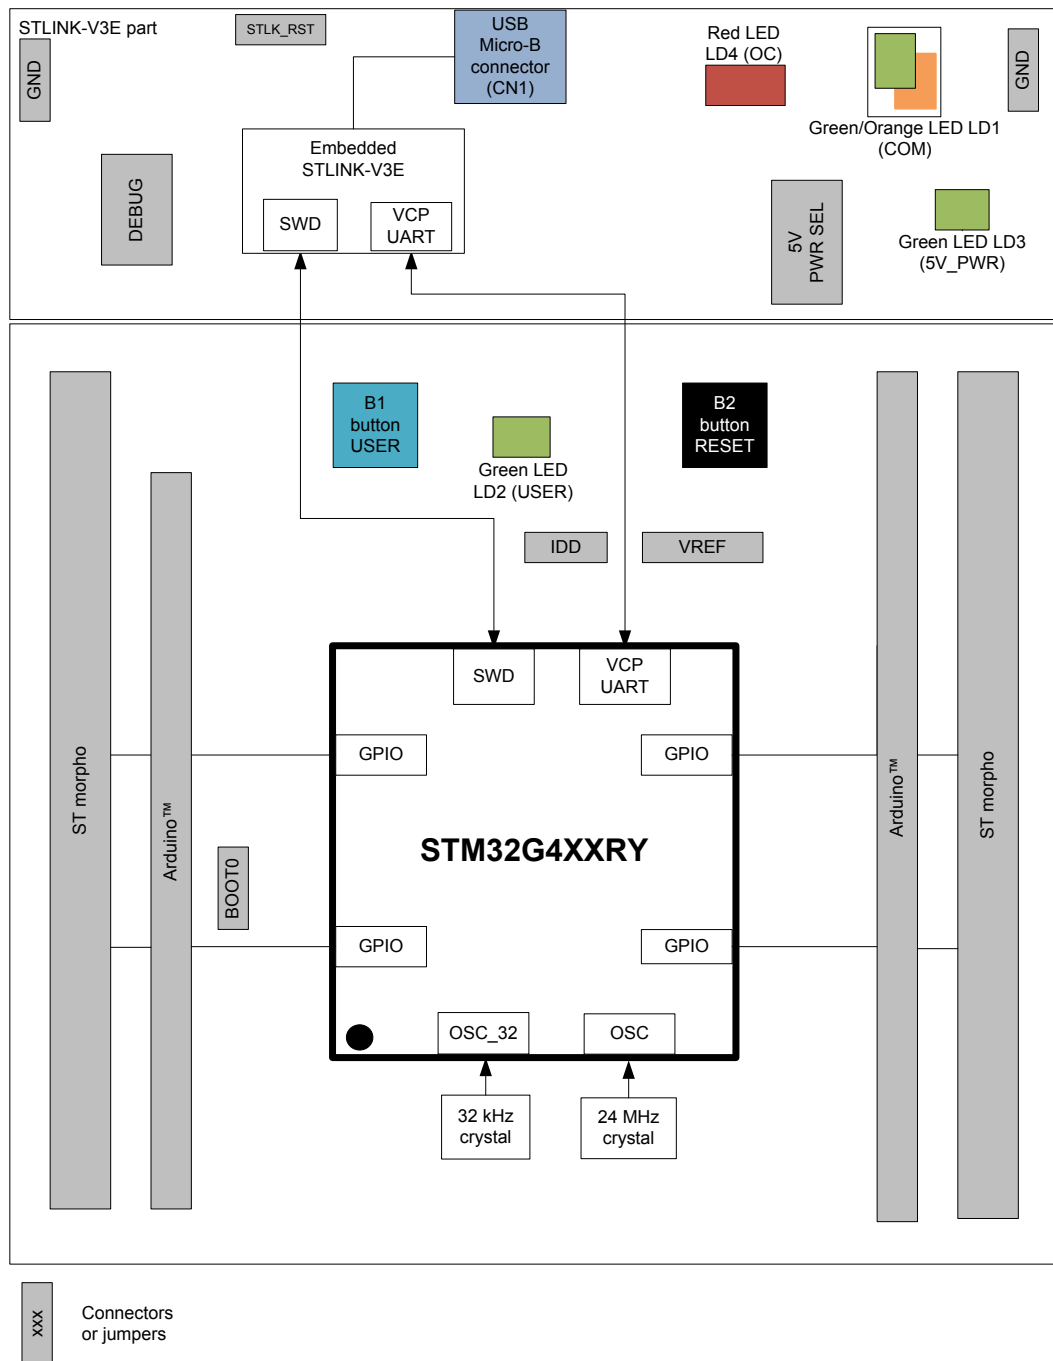 STLINK-V3E part
GND
STLK_RST
USB
Micro-B
connector
(CN1)
Red LED
LD4 (OC)
GND
Green/Orange LED LD1
(COM)
Embedded
STLINK-V3E
SWD
VCP
UART
DEBUG
5V
PWR SEL
Green LED LD3
(5V_PWR)
B1
button
USER
Green LED
LD2 (USER)
B2
button
RESET
IDD
VREF
SWD
VCP
UART
GPIO
GPIO
ST morpho
Arduino™
BOOT0
STM32G4XXRY
Arduino™
ST morpho
GPIO
GPIO
OSC_32
OSC
32 kHz
crystal
24 MHz
crystal
xxx
Connectors
or jumpers